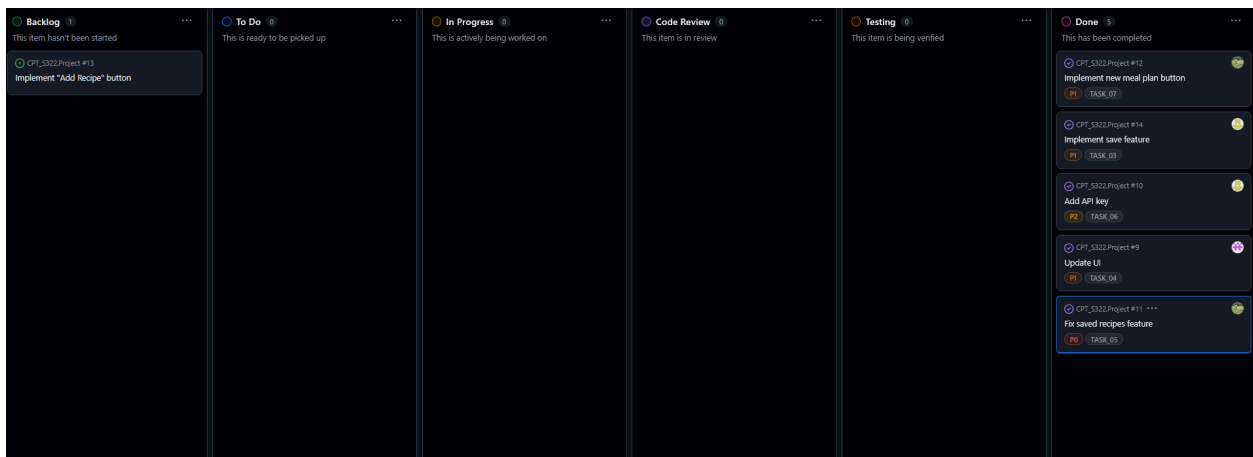 Backlog 1 ...
This item hasn't been started
CPT_S322.Project #13
Implement "Add Recipe" button
To Do 0 ...
This is ready to be picked up
In Progress 0 ...
This is actively being worked on
Code Review 0 ...
This item is in review
Testing 0 ...
This item is being verified
Done 5 ...
This has been completed
CPT_S322.Project #12
Implement new meal plan button
P1 TASK_07
CPT_S322.Project #14
Implement save feature
P1 TASK_03
CPT_S322.Project #10
Add API key
P2 TASK_06
CPT_S322.Project #9
Update UI
P1 TASK_04
CPT_S322.Project #11 ...
Fix saved recipes feature
P0 TASK_05